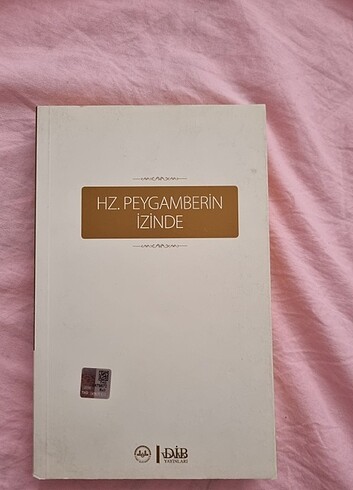 HZ. PEYGAMBERİN
İZİNDE
DİB
YAYINLARI